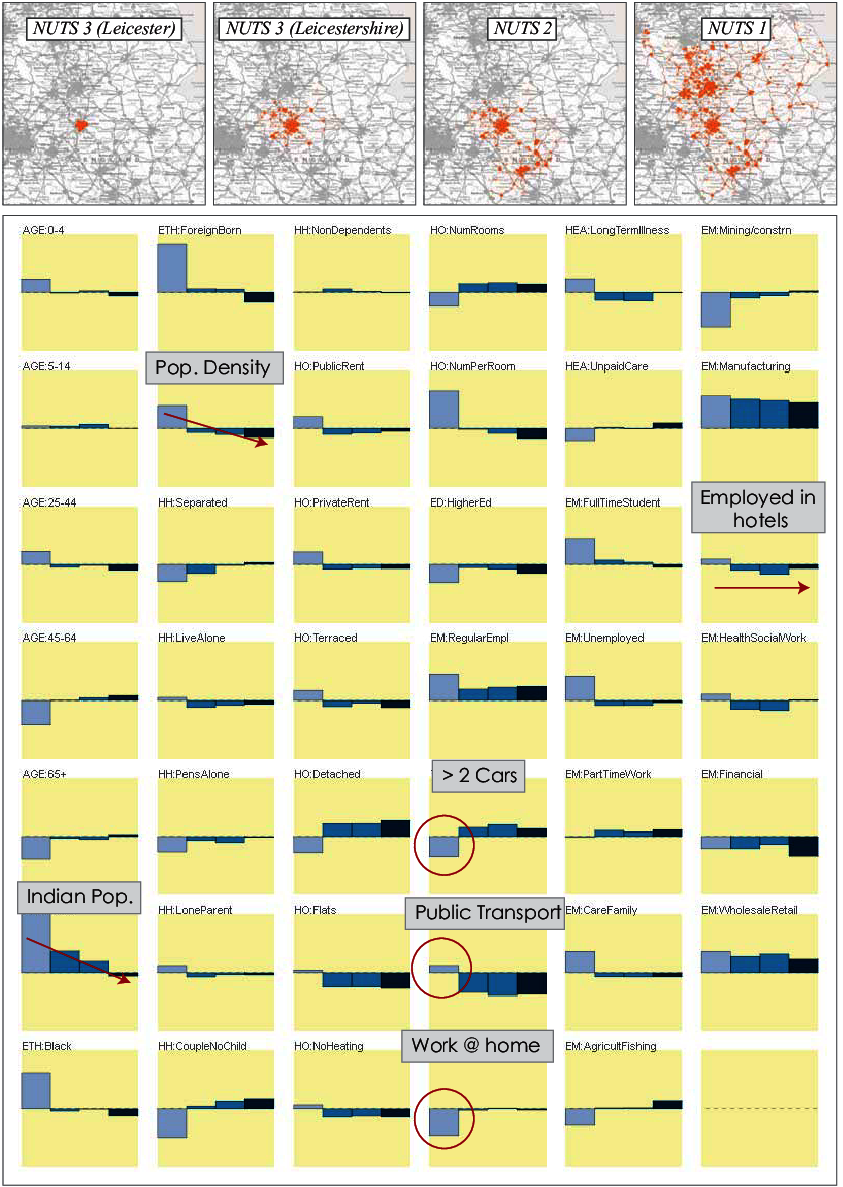 NUTS 3 (Leicester)
NUTS 3 (Leicestershire)
NUTS 2
NUTS 1
AGE:0-4
ETH:ForeignBorn
HH:NonDependents
HO:NumRooms
HEA:LongTermIllness
EM:Mining/constrn
AGE:5-14
Pop. Density
HO:PublicRent
HO:NumPerRoom
HEA:UnpaidCare
EM:Manufacturing
AGE:25-44
HH:Separated
HO:PrivateRent
ED:HigherEd
EM:FullTimeStudent
Employed in
hotels
AGE:45-64
HH:LiveAlone
HO:Terraced
EM:RegularEmpl
EM:Unemployed
EM:HealthSocialWork
AGE:65+
HH:PensAlone
HO:Detached
> 2 Cars
EM:PartTimeWork
EM:Financial
Indian Pop.
HH:LoneParent
HO:Flats
Public Transport
EM:CareFamily
EM:WholesaleRetail
ETH:Black
HH:CoupleNoChild
HO:NoHeating
Work @ home
EM:AgricultFishing